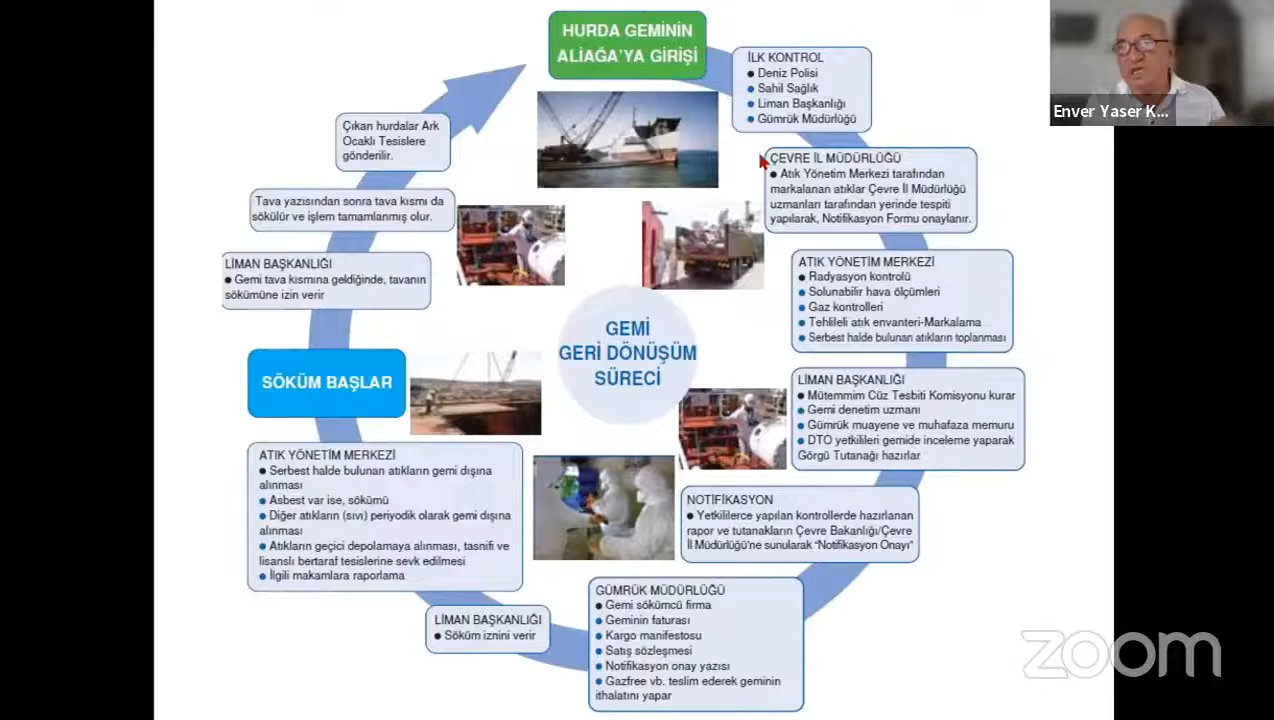 HURDA GEMİNİN
ALİAĞA'YA GİRİŞİ
İLK KONTROL
● Deniz Polisi
● Sahil Sağlık
● Liman Başkanlığı
● Gümrük Müdürlüğü
Enver Yaser K...
ÇEVRE İL MÜDÜRLÜĞÜ
● Atık Yönetim Merkezi tarafından
markalanan atıklar Çevre İl Müdürlüğü
uzmanları tarafından yerinde tespiti
yapılarak, Notifikasyon Formu onaylanır.
ATIK YÖNETİM MERKEZİ
● Radyasyon kontrolü
● Solunabilir hava ölçümleri
● Gaz kontrolleri
● Tehlileli atık envanteri-Markalama
● Serbest halde bulunan atıkların toplanması
LİMAN BAŞKANLIĞI
● Mütemmim Cüz Tesbiti Komisyonu kurar
● Gemi denetim uzmanı
● Gümrük muayene ve muhafaza memuru
● DTO yetkilileri gemide inceleme yaparak
Görgü Tutanağı hazırlar
NOTİFİKASYON
● Yetkililerce yapılan kontrollerde hazırlanan
rapor ve tutanakların Çevre Bakanlığı/Çevre
İl Müdürlüğü'ne sunularak "Notifikasyon Onayı"
GÜMRÜK MÜDÜRLÜĞÜ
● Gemi sökümcü firma
● Geminin faturası
● Kargo manifestosu
● Satış sözleşmesi
● Notifikasyon onay yazısı
● Gazfree vb. teslim ederek geminin
ithalatını yapar
LİMAN BAŞKANLIĞI
● Söküm iznini verir
ATIK YÖNETİM MERKEZİ
● Serbest halde bulunan atıkların gemi dışına
alınması
● Asbest var ise, sökümü
● Diğer atıkların (sıvı) periyodik olarak gemi dışına
alınması
● Atıkların geçici depolamaya alınması, tasnifi ve
lisanslı bertaraf tesislerine sevk edilmesi
● İlgili makamlara raporlama
SÖKÜM BAŞLAR
LİMAN BAŞKANLIĞI
● Gemi tava kısmına geldiğinde, tavanın
sökümüne izin verir
Tava yazısından sonra tava kısmı da
sökülür ve işlem tamamlanmış olur.
Çıkan hurdalar Ark
Ocaklı Tesislere
gönderilir.
GEMİ
GERİ DÖNÜŞÜM
SÜRECİ
zoom